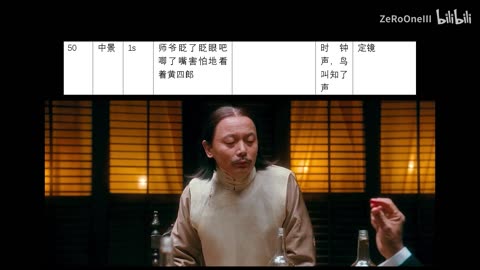 ZeRoOneIII bilibili
50 中景 1s 师爷眨了眨眼吧 时钟 定镜
唧了嘴害怕地看 声，鸟
着黄四郎 叫知了
声